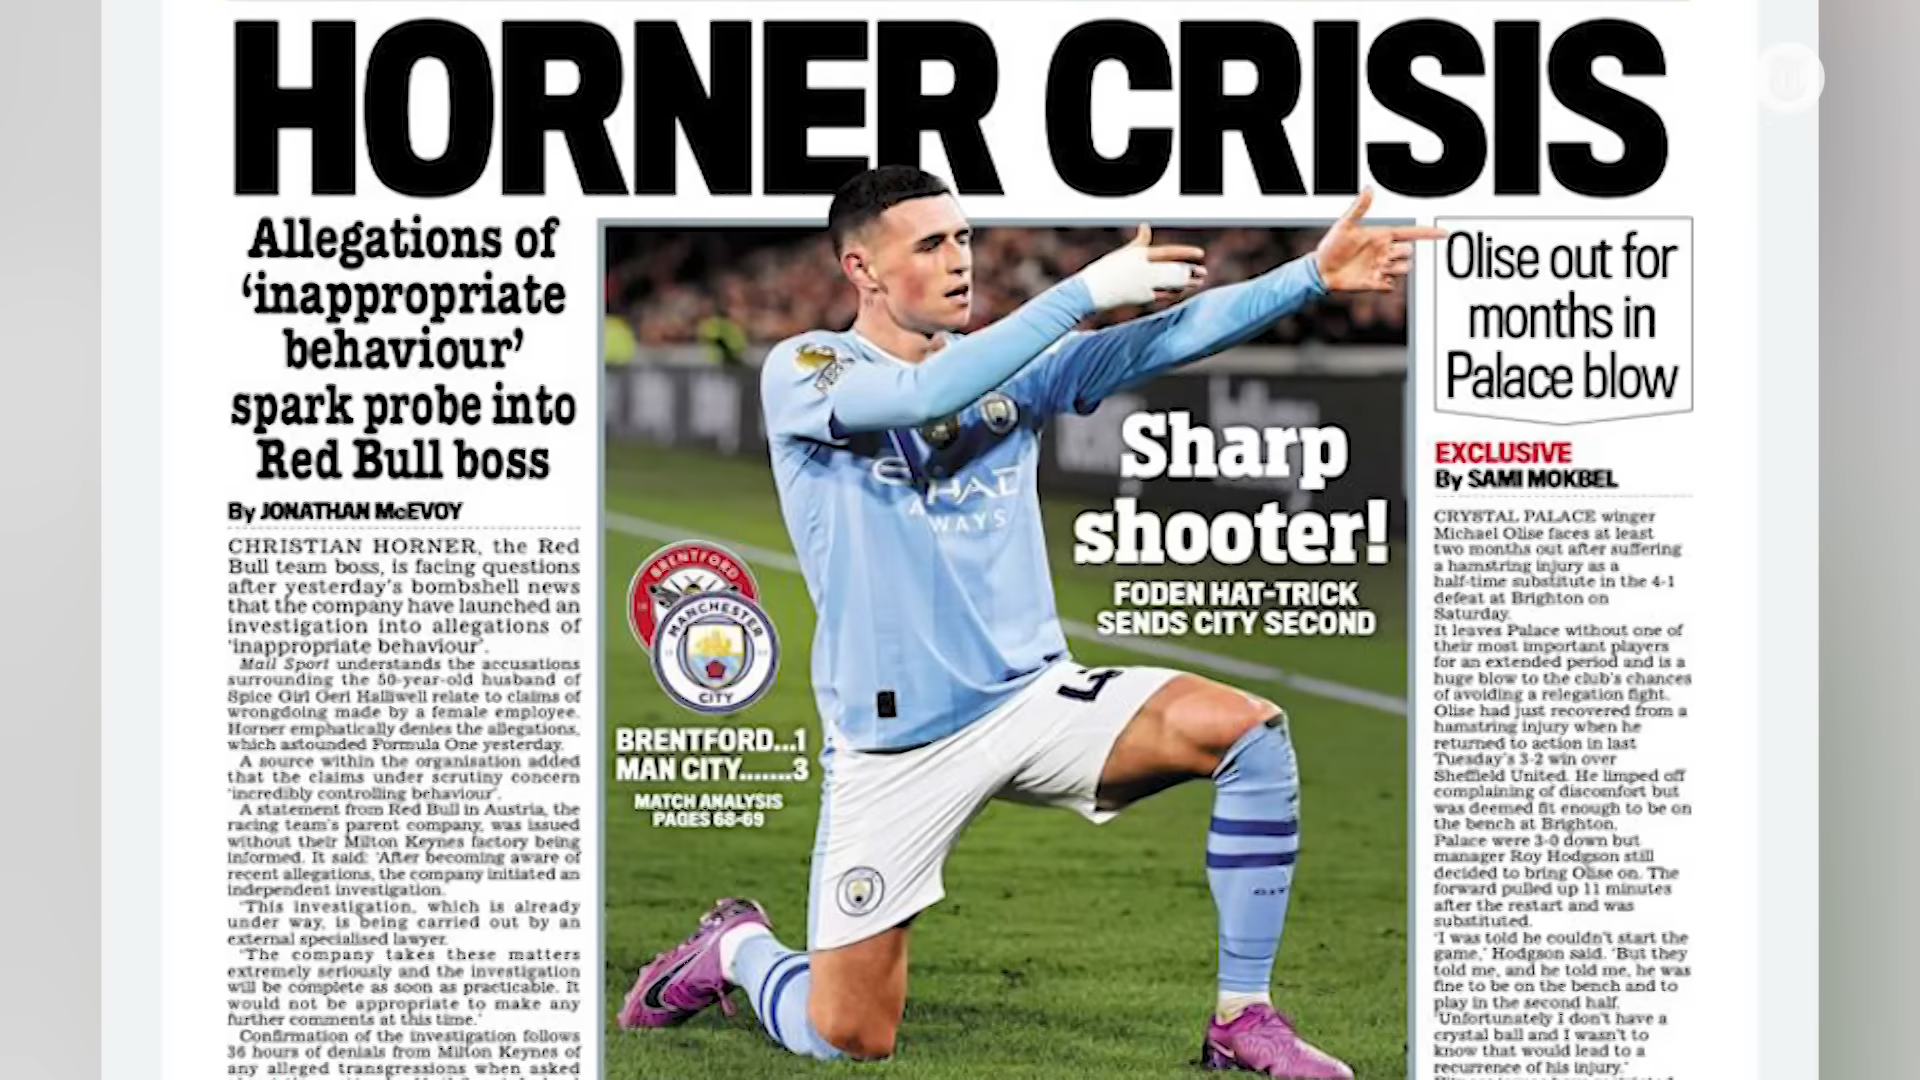 HORNER CRISIS
Allegations of
‘inappropriate
behaviour’
spark probe into
Red Bull boss
By JONATHAN McEVOY
CHRISTIAN HORNER, the Red
Bull team boss, is facing questions
after yesterday's bombshell news
that the company have launched an
investigation into allegations of
‘inappropriate behaviour’.
Mail Sport understands the accusations
surrounding the 50-year-old husband of
Spice Girl Geri Halliwell relate to claims of
wrongdoing made by a female employee.
Horner emphatically denies the allegations,
which astounded Formula One yesterday.
A source within the organisation added
that the claims under scrutiny concern
‘incredibly controlling behaviour’.
A statement from Red Bull in Austria, the
racing team's parent company, was issued
without their Milton Keynes factory being
informed. It said: ‘After becoming aware of
recent allegations, the company initiated an
independent investigation.
‘This investigation, which is already
under way, is being carried out by an
external specialised lawyer.
‘The company takes these matters
extremely seriously and the investigation
will be complete as soon as practicable. It
would not be appropriate to make any
further comments at this time.’
Confirmation of the investigation follows
36 hours of denials from Milton Keynes of
any alleged transgressions when asked
ETIHAD
AIRWAYS
BRENTFORD
MANCHESTER
CITY
BRENTFORD...1
MAN CITY.......3
MATCH ANALYSIS
PAGES 68-69
Sharp
shooter!
FODEN HAT-TRICK
SENDS CITY SECOND
Olise out for
months in
Palace blow
EXCLUSIVE
By SAMI MOKBEL
CRYSTAL PALACE winger
Michael Olise faces at least
two months out after suffering
a hamstring injury as a
half-time substitute in the 4-1
defeat at Brighton on
Saturday.
It leaves Palace without one of
their most important players
for an extended period and is a
huge blow to the club's chances
of avoiding a relegation fight.
Olise had just recovered from a
hamstring injury when he
returned to action in last
Tuesday's 3-2 win over
Sheffield United. He limped off
complaining of discomfort but
was deemed fit enough to be on
the bench at Brighton.
Palace were 3-0 down but
manager Roy Hodgson still
decided to bring Olise on. The
forward pulled up 11 minutes
after the restart and was
substituted.
‘I was told he couldn't start the
game,’ Hodgson said. ‘But they
told me, and he told me, he was
fine to be on the bench and to
play in the second half.
‘Unfortunately I don't have a
crystal ball and I wasn't to
know that would lead to a
recurrence of his injury.’